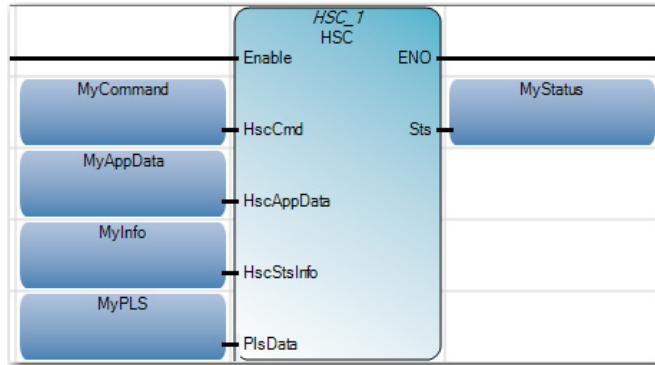 HSC_1
HSC
Enable ENO
MyCommand MyStatus
HscCmd Sts
MyAppData
HscAppData
MyInfo
HscStsInfo
MyPLS
PlsData